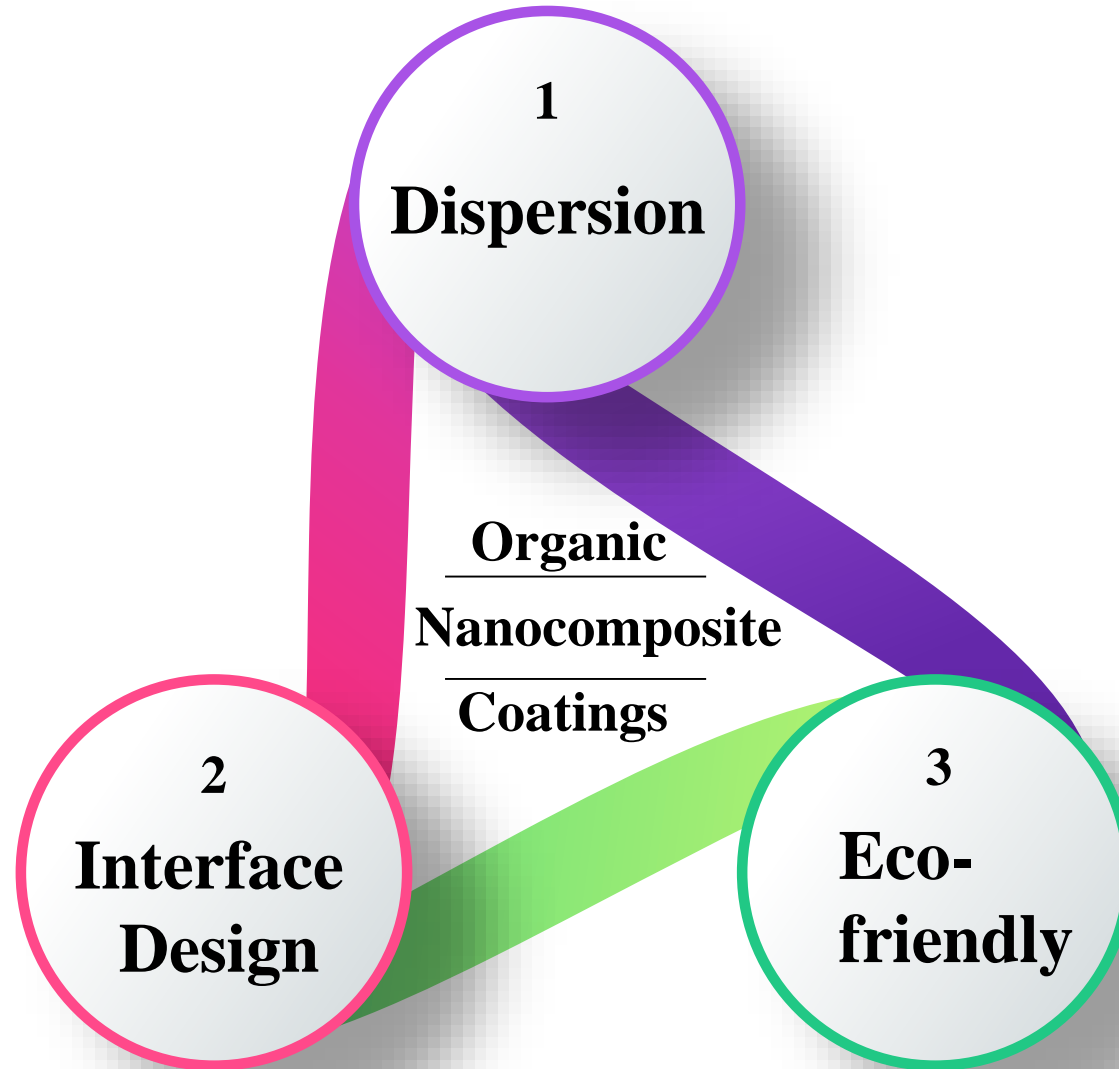 1
Dispersion
Organic
Nanocomposite
Coatings
2
Interface
Design
3
Eco-
friendly